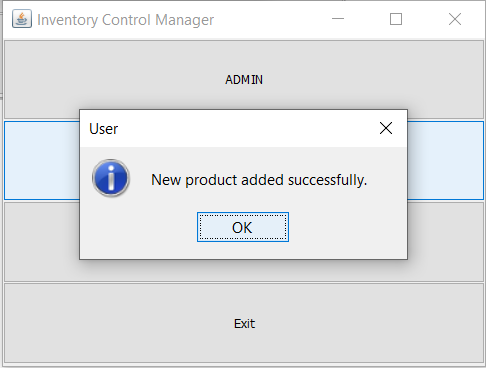 Inventory Control Manager
ADMIN
User
New product added successfully.
OK
Exit